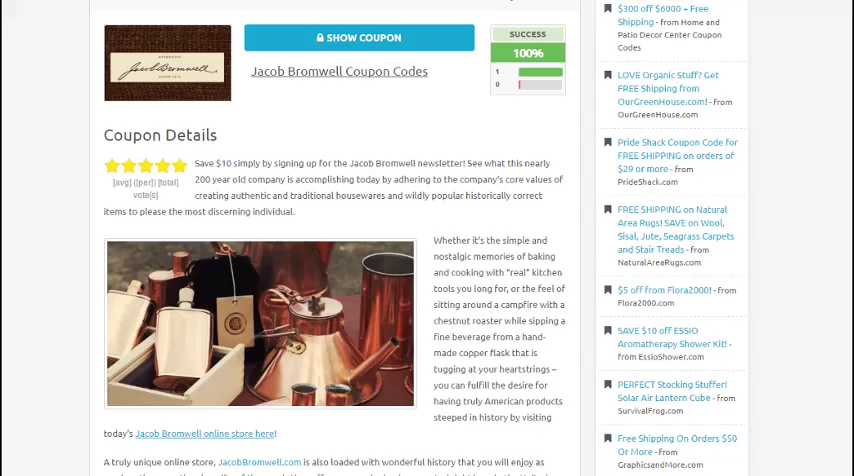 SHOW COUPON
Jacob Bromwell
Jacob Bromwell Coupon Codes
SUCCESS
100%
1
0
Coupon Details
[avg] ([per]) [total]
vote[s]
Save $10 simply by signing up for the Jacob Bromwell newsletter! See what this nearly
200 year old company is accomplishing today by adhering to the company's core values of
creating authentic and traditional housewares and wildly popular historically correct
items to please the most discerning individual.
Whether it's the simple and
nostalgic memories of baking
and cooking with "real" kitchen
tools you long for, or the feel of
sitting around a campfire with a
chestnut roaster while sipping a
fine beverage from a hand-
made copper flask that is
tugging at your heartstrings –
you can fulfill the desire for
having truly American products
steeped in history by visiting
today's Jacob Bromwell online store here!
A truly unique online store, JacobBromwell.com is also loaded with wonderful history that you will enjoy as
$300 off $6000 + Free
Shipping - from Home and
Patio Decor Center Coupon
Codes
LOVE Organic Stuff? Get
FREE Shipping from
OurGreenHouse.com! - from
OurGreenHouse.com
Pride Shack Coupon Code for
FREE SHIPPING on orders of
$29 or more - from
PrideShack.com
FREE SHIPPING on Natural
Area Rugs! SAVE on Wool,
Sisal, Jute, Seagrass Carpets
and Stair Treads - from
NaturalAreaRugs.com
$5 off from Flora2000! - from
Flora2000.com
SAVE $10 off ESSIO
Aromatherapy Shower Kit! -
from EssioShower.com
PERFECT Stocking Stuffer!
Solar Air Lantern Cube - from
SurvivalFrog.com
Free Shipping On Orders $50
Or More - from
GraphicsandMore.com